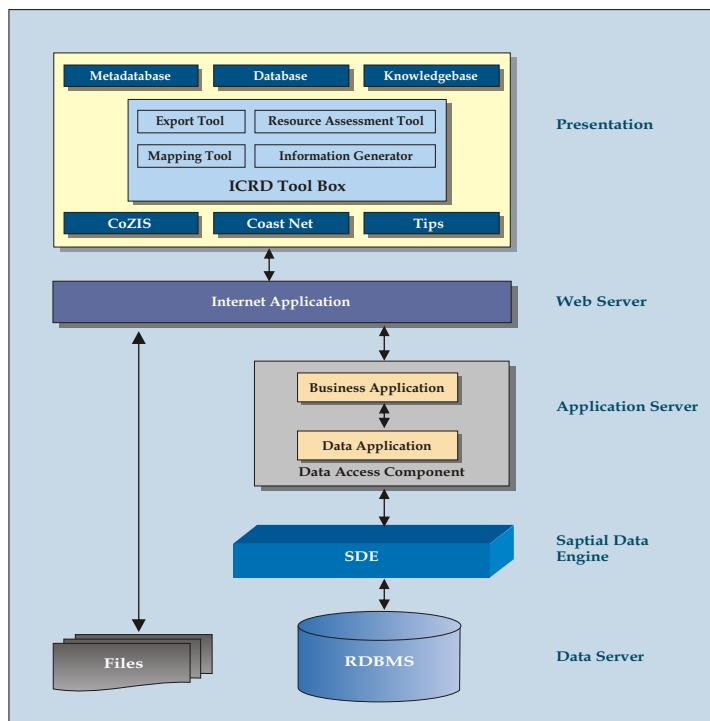 Metadatabase
Database
Knowledgebase
Export Tool
Resource Assessment Tool
Mapping Tool
Information Generator
ICRD Tool Box
CoZIS
Coast Net
Tips
Presentation
Internet Application
Web Server
Business Application
Data Application
Data Access Component
Application Server
SDE
Saptial Data
Engine
Files
RDBMS
Data Server